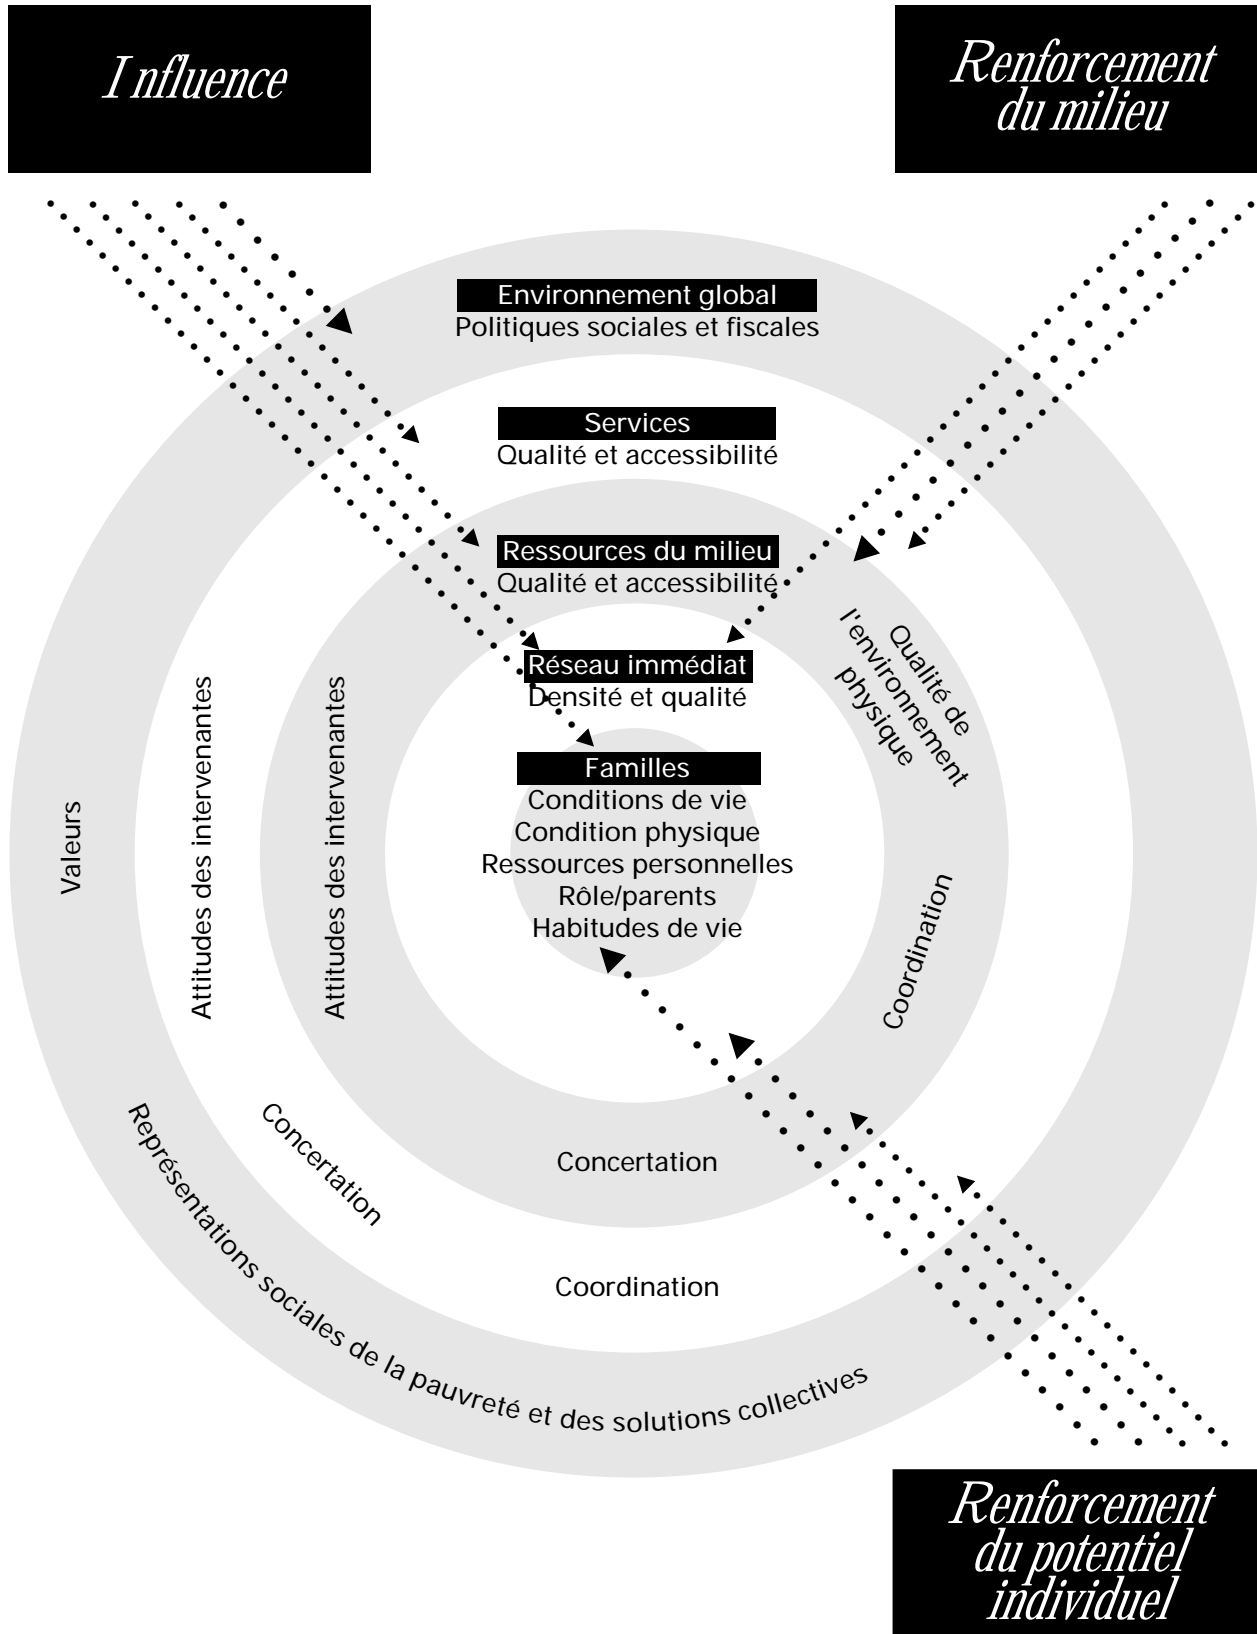 Influence
Renforcement
du milieu
Environnement global
Politiques sociales et fiscales
Services
Qualité et accessibilité
Ressources du milieu
Qualité et accessibilité
Réseau immédiat
Densité et qualité
Familles
Conditions de vie
Condition physique
Ressources personnelles
Rôle/parents
Habitudes de vie
Qualité de
l'environnement
physique
Valeurs
Attitudes des intervenantes
Attitudes des intervenantes
Coordination
Concertation
Concertation
Coordination
Représentations sociales de la pauvreté et des solutions collectives
Renforcement
du potentiel
individuel